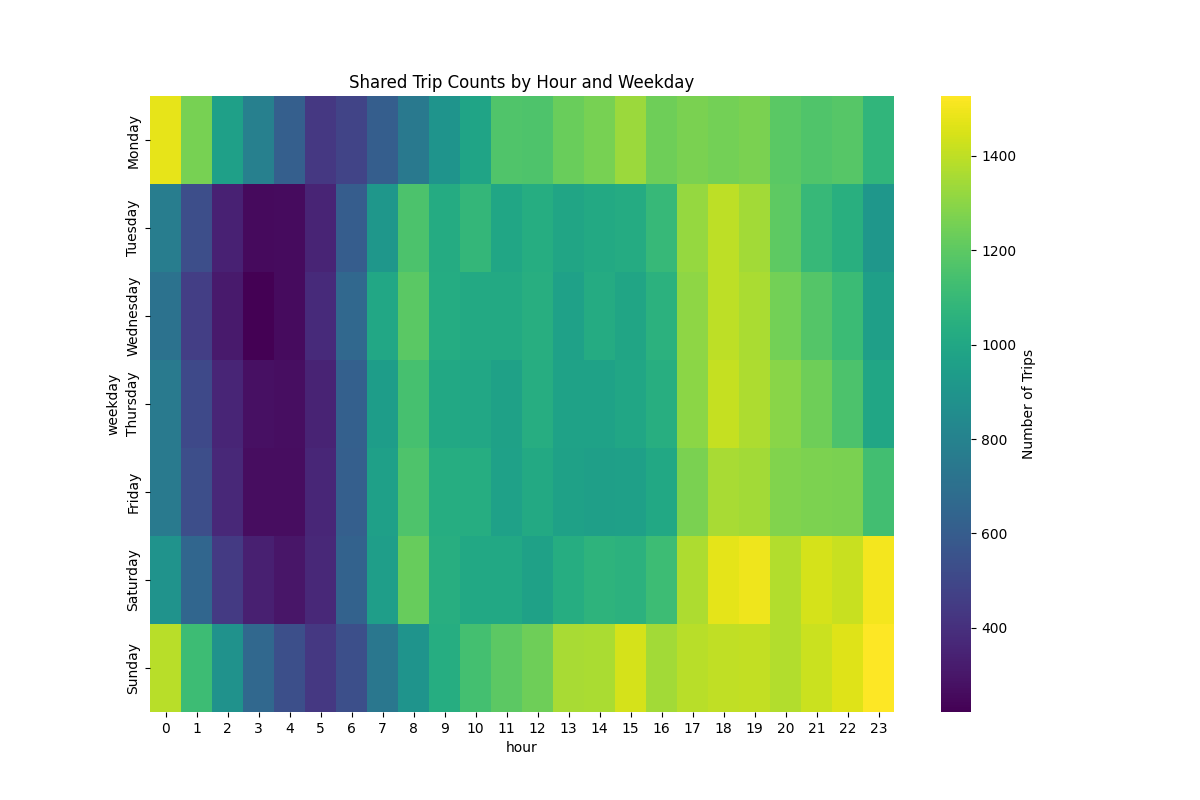 Shared Trip Counts by Hour and Weekday
weekday
Monday
Tuesday
Wednesday
Thursday
Friday
Saturday
Sunday
0 1 2 3 4 5 6 7 8 9 10 11 12 13 14 15 16 17 18 19 20 21 22 23
hour
1400
1200
1000
800
600
400
Number of Trips